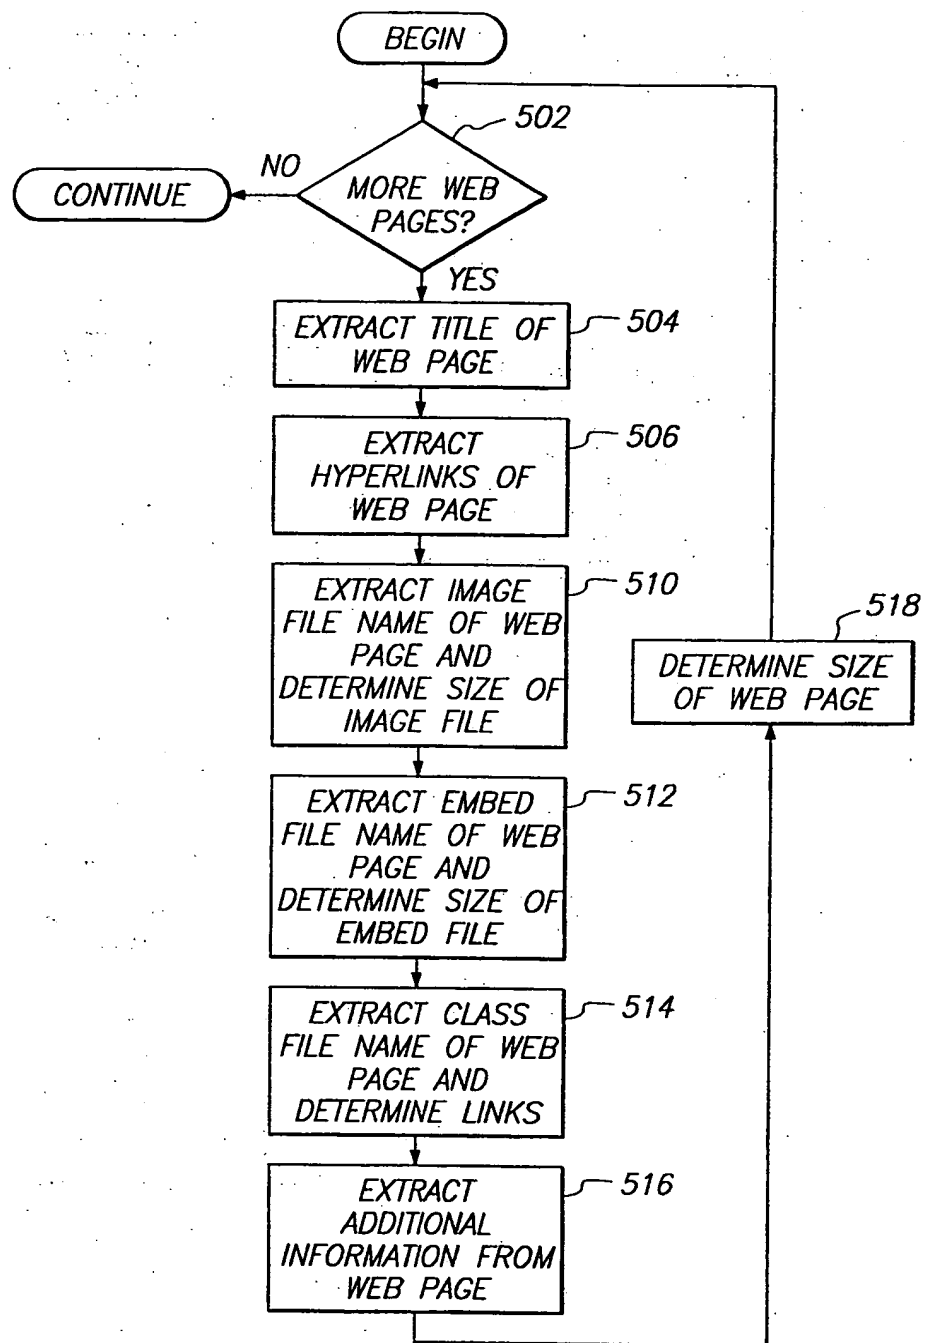 BEGIN
502
NO
CONTINUE
MORE WEB
PAGES?
YES
EXTRACT TITLE OF
WEB PAGE
504
EXTRACT
HYPERLINKS OF
WEB PAGE
506
EXTRACT IMAGE
FILE NAME OF WEB
PAGE AND
DETERMINE SIZE OF
IMAGE FILE
510
518
DETERMINE SIZE
OF WEB PAGE
EXTRACT EMBED
FILE NAME OF WEB
PAGE AND
DETERMINE SIZE OF
EMBED FILE
512
EXTRACT CLASS
FILE NAME OF WEB
PAGE AND
DETERMINE LINKS
514
EXTRACT
ADDITIONAL
INFORMATION FROM
WEB PAGE
516